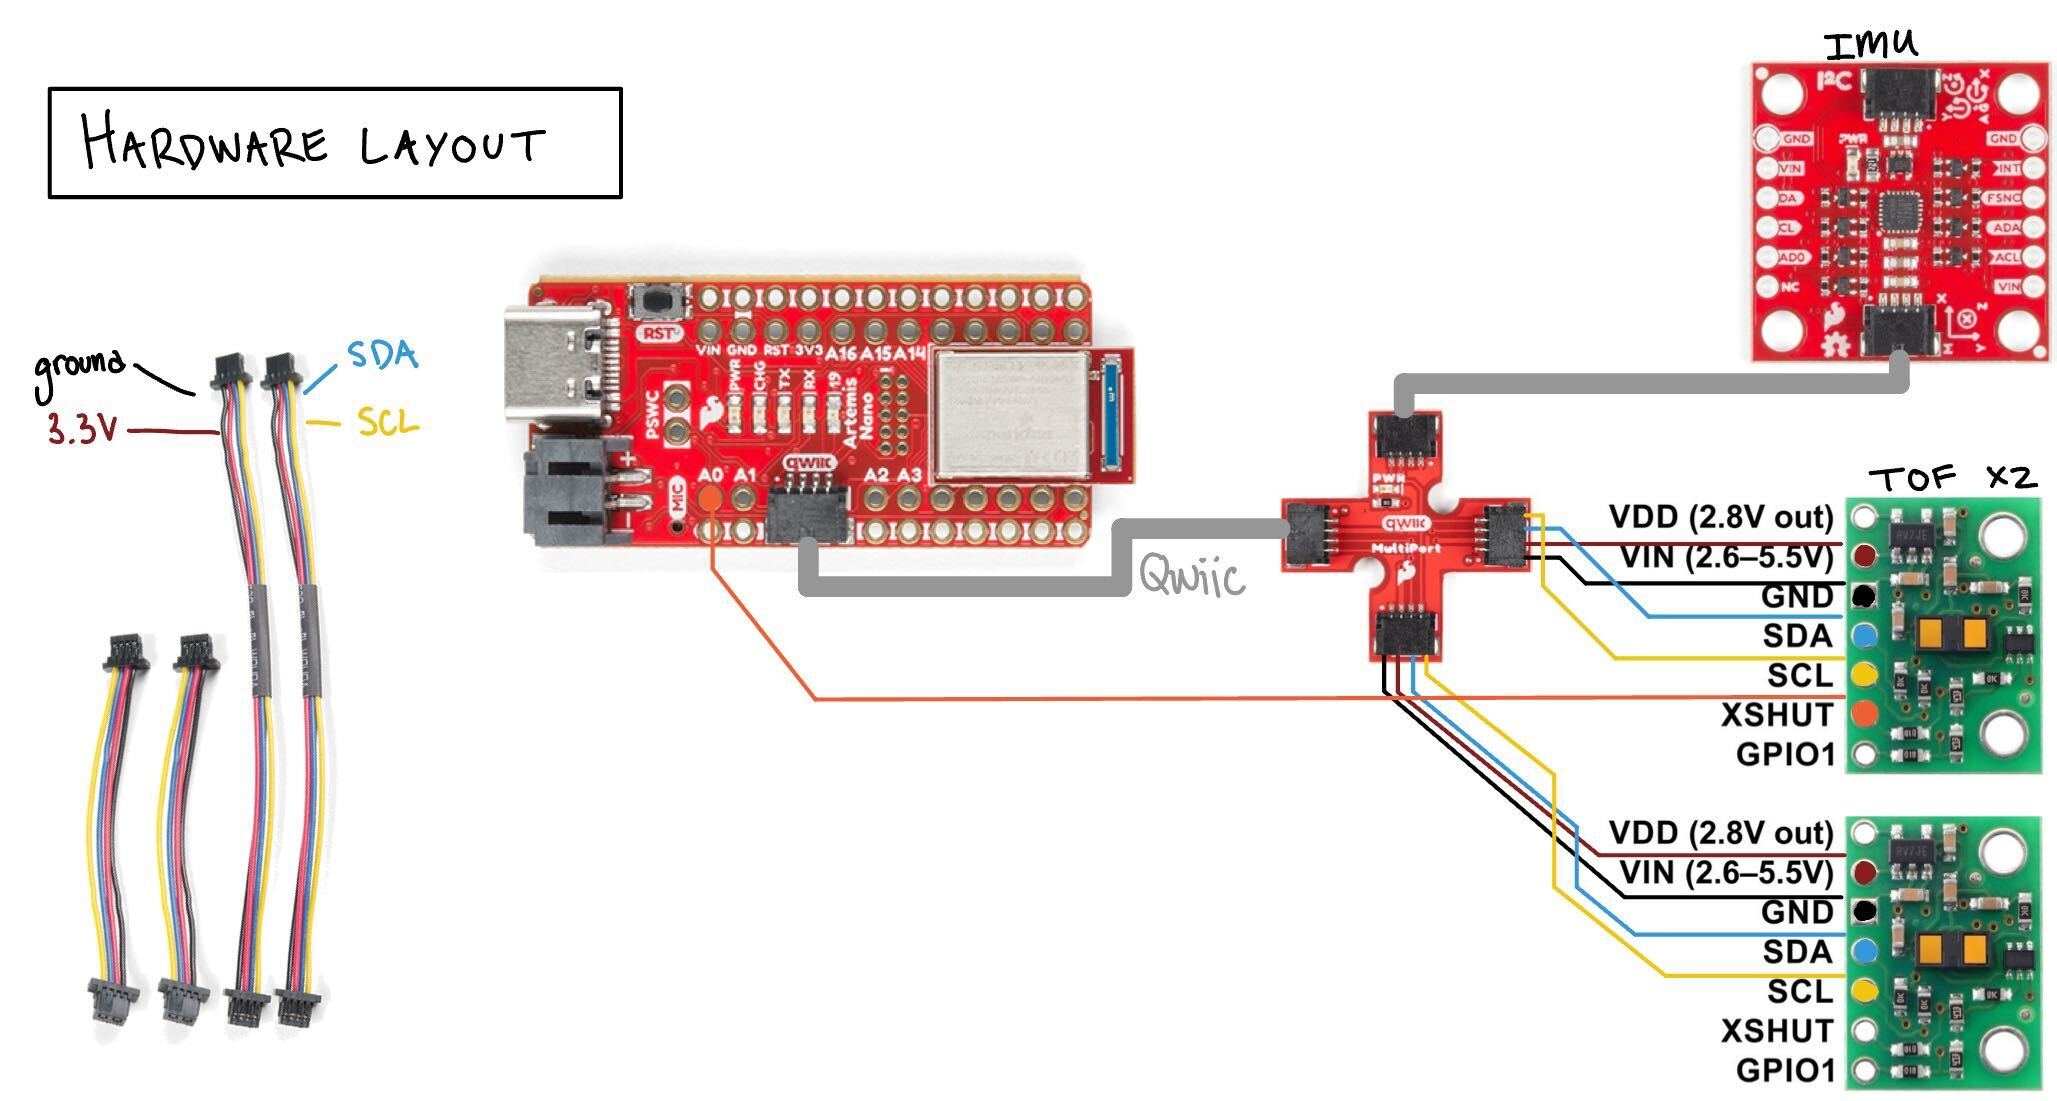 HARDWARE LAYOUT
IMU
I2C
GND
VIN
DA
CL
AD0
NC
PWR
GND
INT
FSNC
ADA
ACL
VIN
RST
VIN GND RST 3V3 A16 A15 A14
PSWC
PWR
CHG
TX
RX
19
Artemis
Nano
qwiic
MIC
A0 A1
A2 A3
ground
3.3V
SDA
SCL
PWR
qwiic
MultiPort
Qwiic
TOF X2
VDD (2.8V out)
VIN (2.6–5.5V)
GND
SDA
SCL
XSHUT
GPIO1
VDD (2.8V out)
VIN (2.6–5.5V)
GND
SDA
SCL
XSHUT
GPIO1